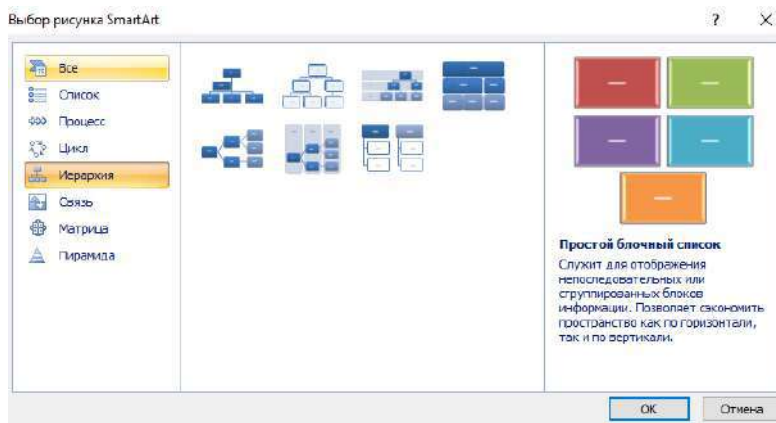 Выбор рисунка SmartArt
?
Все
Список
Процесс
Цикл
Иерархия
Связь
Матрица
Пирамида
Простой блочный список
Служит для отображения
непоследовательных или
сгруппированных блоков
информации. Позволяет сэкономить
пространство как по горизонтали,
так и по вертикали.
ОК
Отмена